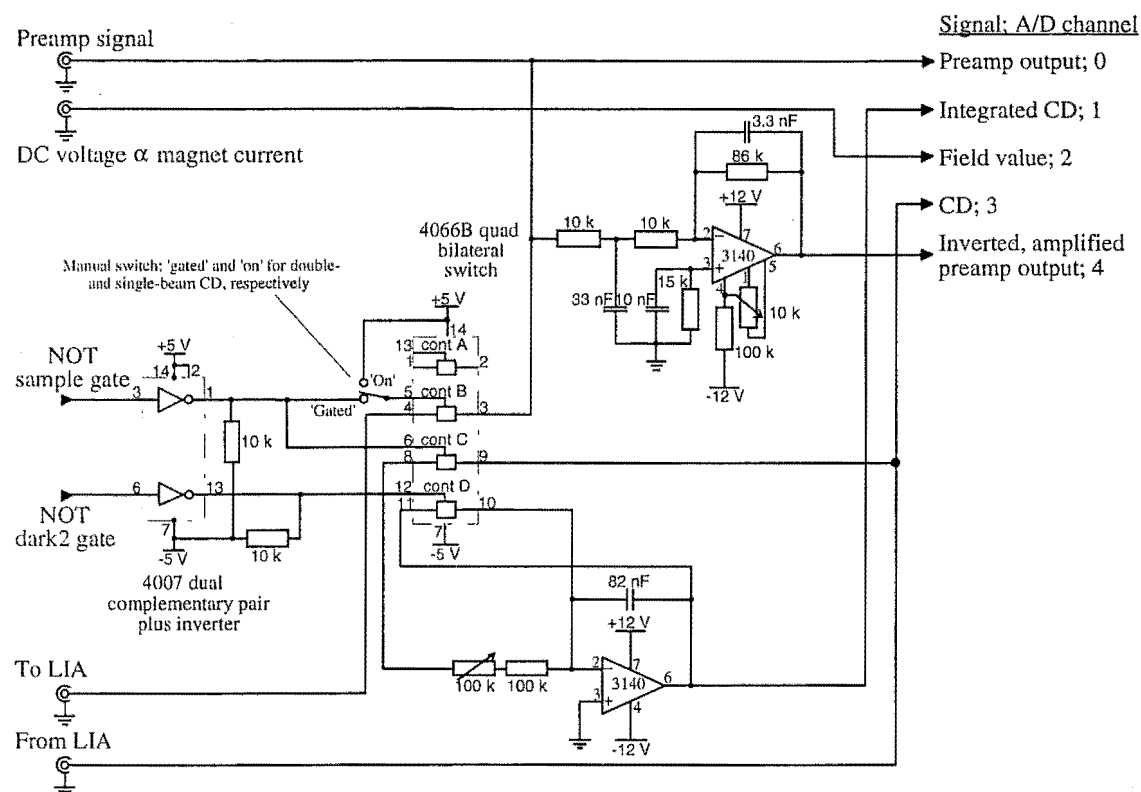 Signal; A/D channel
Preamp signal
Preamp output; 0
Integrated CD; 1
DC voltage α magnet current
Field value; 2
CD; 3
Inverted, amplified
preamp output; 4
3.3 nF
86 k
+12 V
10 k
10 k
2
7
3140
6
3
5
4
1
15 k
33 nF
10 nF
10 k
100 k
-12 V
4066B quad
bilateral
switch
Manual switch; 'gated' and 'on' for double-
and single-beam CD, respectively
+5 V
14
13
cont A
1
2
'On'
5
cont B
4
3
'Gated'
6
cont C
8
9
12
cont D
11
10
7
-5 V
+5 V
14
2
NOT
sample gate
3
1
10 k
6
13
NOT
dark2 gate
7
-5 V
10 k
4007 dual
complementary pair
plus inverter
82 nF
+12 V
100 k
100 k
2
7
3140
6
3
4
-12 V
To LIA
From LIA